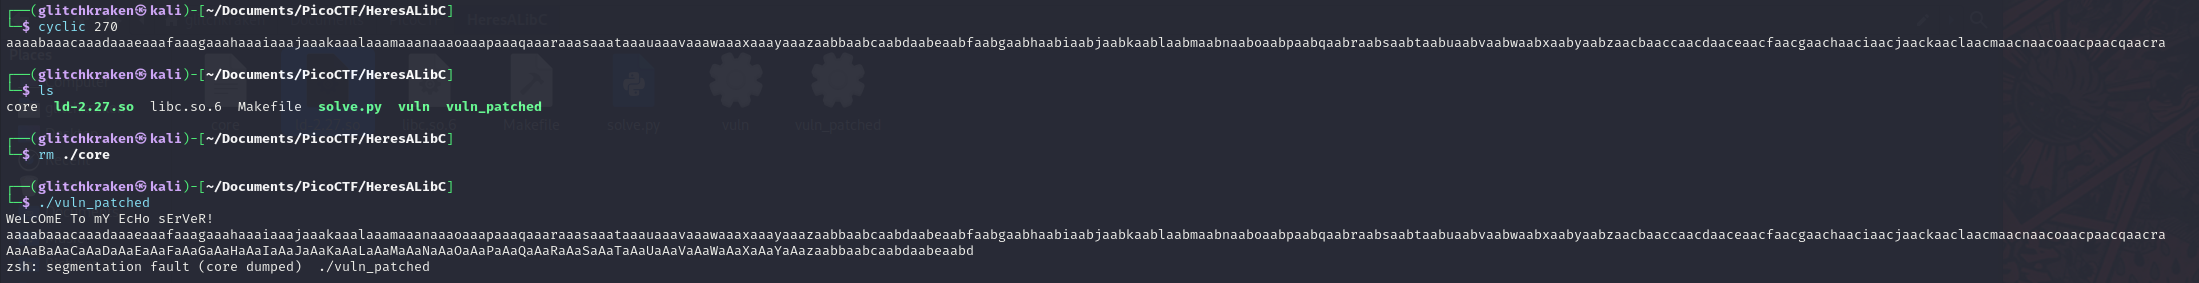 ┌──(glitchkraken㉿kali)-[~/Documents/PicoCTF/HeresALibC]
└─$ cyclic 270
aaaabaaacaaadaaaeaaafaaagaaahaaaiaaajaaakaaalaaamaaanaaaoaaapaaaqaaaraaasaaataaauaaavaaawaaaxaaayaaazaabbaabcaabdaabeaabfaabgaabhaabiaabjaabkaablaabmaabnaaboaabpaabqaabraabsaabtaabuaabvaabwaabxaabyaabzaacbaaccaacdaaceaacfaacgaachaaciaacjaackaaclaacmaacnaacoaacpaacqaacra
┌──(glitchkraken㉿kali)-[~/Documents/PicoCTF/HeresALibC]
└─$ ls
core ld-2.27.so libc.so.6 Makefile solve.py vuln vuln_patched
┌──(glitchkraken㉿kali)-[~/Documents/PicoCTF/HeresALibC]
└─$ rm ./core
┌──(glitchkraken㉿kali)-[~/Documents/PicoCTF/HeresALibC]
└─$ ./vuln_patched
WeLcOmE To mY EcHo sErVeR!
aaaabaaacaaadaaaeaaafaaagaaahaaaiaaajaaakaaalaaamaaanaaaoaaapaaaqaaaraaasaaataaauaaavaaawaaaxaaayaaazaabbaabcaabdaabeaabfaabgaabhaabiaabjaabkaablaabmaabnaaboaabpaabqaabraabsaabtaabuaabvaabwaabxaabyaabzaacbaaccaacdaaceaacfaacgaachaaciaacjaackaaclaacmaacnaacoaacpaacqaacra
AaAaBaAaCaAaDaAaEaAaFaAaGaAaHaAaIaAaJaAaKaAaLaAaMaAaNaAaOaAaPaAaQaAaRaAaSaAaTaAaUaAaVaAaWaAaXaAaYaAazaabbaabcaabdaabeaabd
zsh: segmentation fault (core dumped) ./vuln_patched